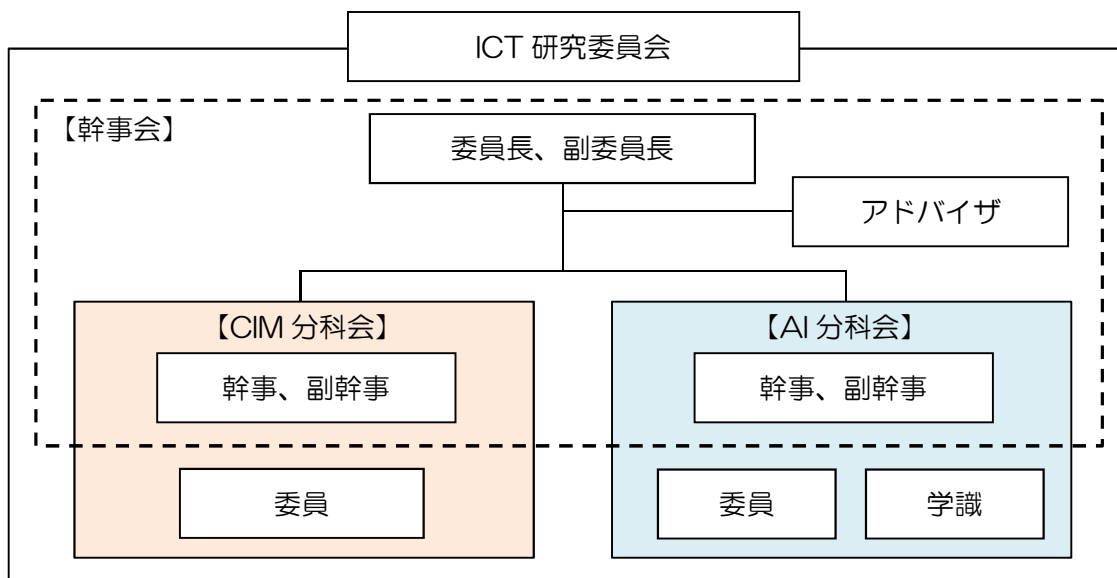 ICT 研究委員会
【幹事会】
委員長、副委員長
アドバイザ
【CIM 分科会】
幹事、副幹事
委員
【AI 分科会】
幹事、副幹事
委員
学識